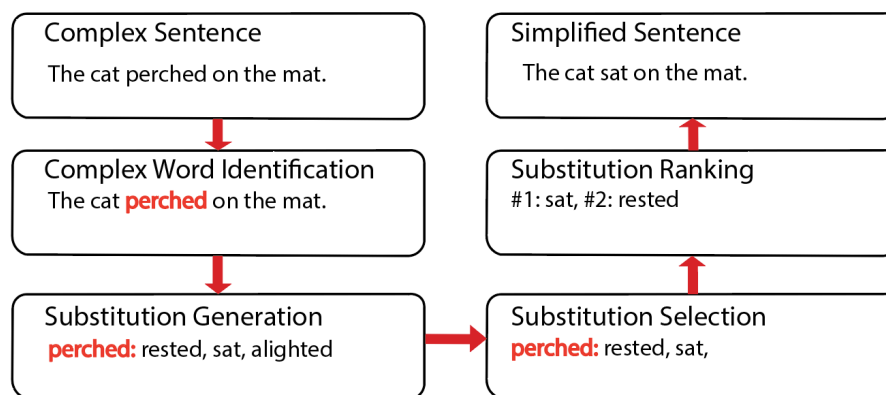 Complex Sentence
The cat perched on the mat.
Complex Word Identification
The cat perched on the mat.
Substitution Generation
perched: rested, sat, alighted
Substitution Selection
perched: rested, sat,
Substitution Ranking
#1: sat, #2: rested
Simplified Sentence
The cat sat on the mat.